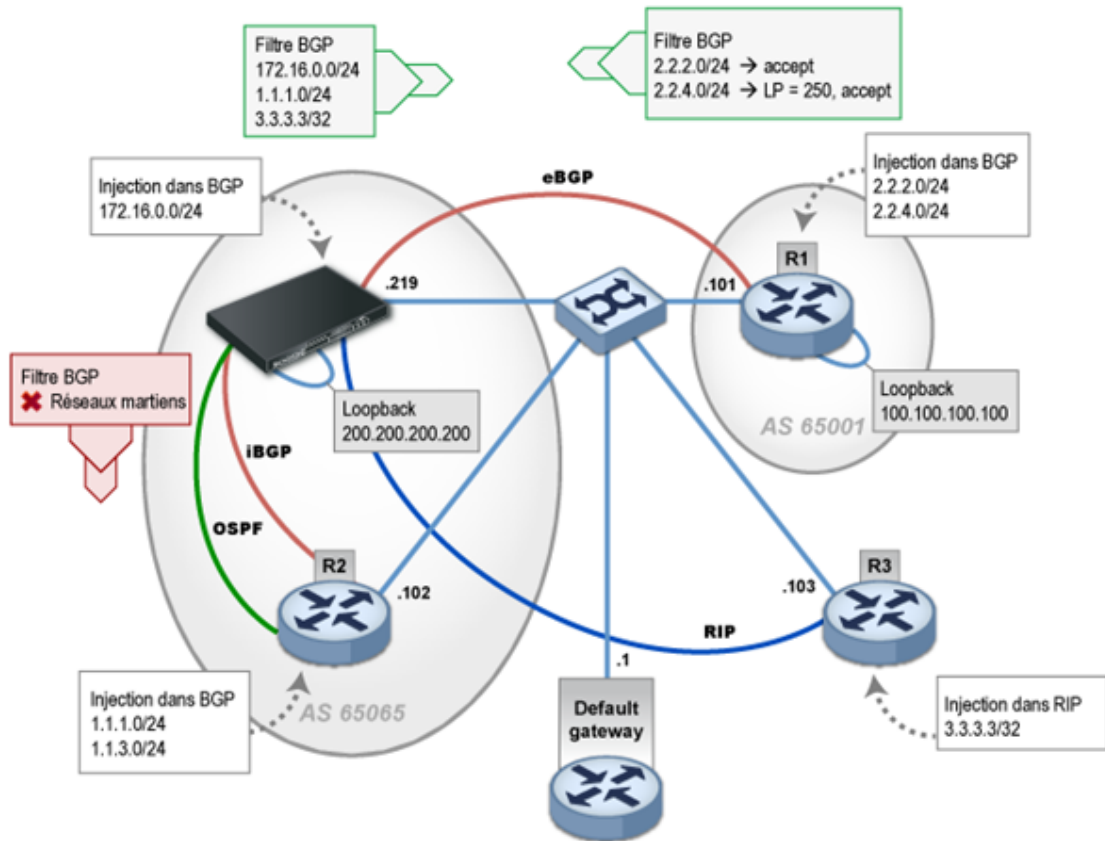 Filtre BGP
172.16.0.0/24
1.1.1.0/24
3.3.3.3/32
Filtre BGP
2.2.2.0/24 → accept
2.2.4.0/24 → LP = 250, accept
Injection dans BGP
172.16.0.0/24
eBGP
Injection dans BGP
2.2.2.0/24
2.2.4.0/24
R1
.219
.101
Filtre BGP
✖ Réseaux martiens
Loopback
200.200.200.200
Loopback
100.100.100.100
AS 65001
iBGP
OSPF
R2
.102
R3
.103
RIP
.1
Injection dans BGP
1.1.1.0/24
1.1.3.0/24
AS 65065
Default
gateway
Injection dans RIP
3.3.3.3/32